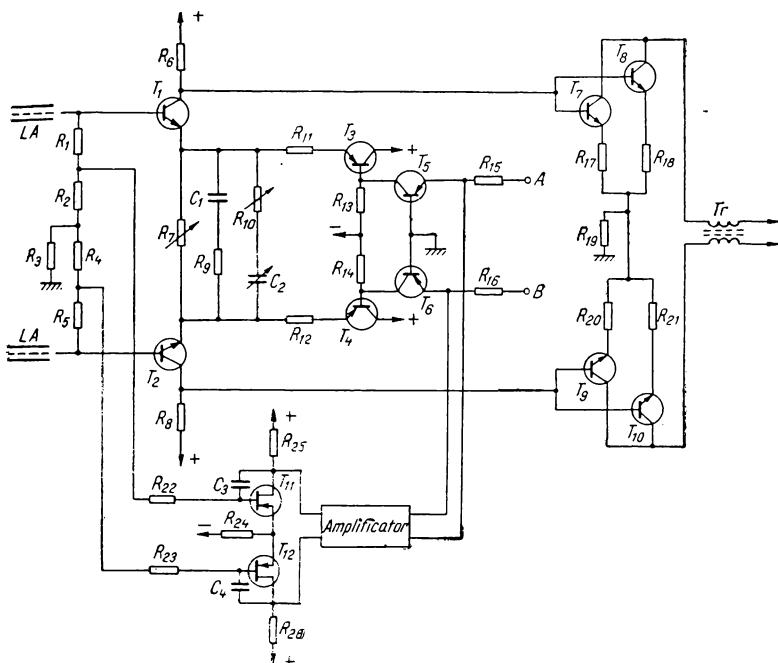 +
R6
T8
T1
T7
LA
R1
R11
T3
+
T5
R15
A
R17
R18
R2
C1
R10
R13
R3
R4
R7
−
R19
Tr
R9
C2
R14
R5
R16
B
LA
R12
T4
T6
+
R20
R21
T2
R8
+
T9
T10
+
R25
R22
C3
T11
− R24
Amplificator
R23
T12
C4
R28
+